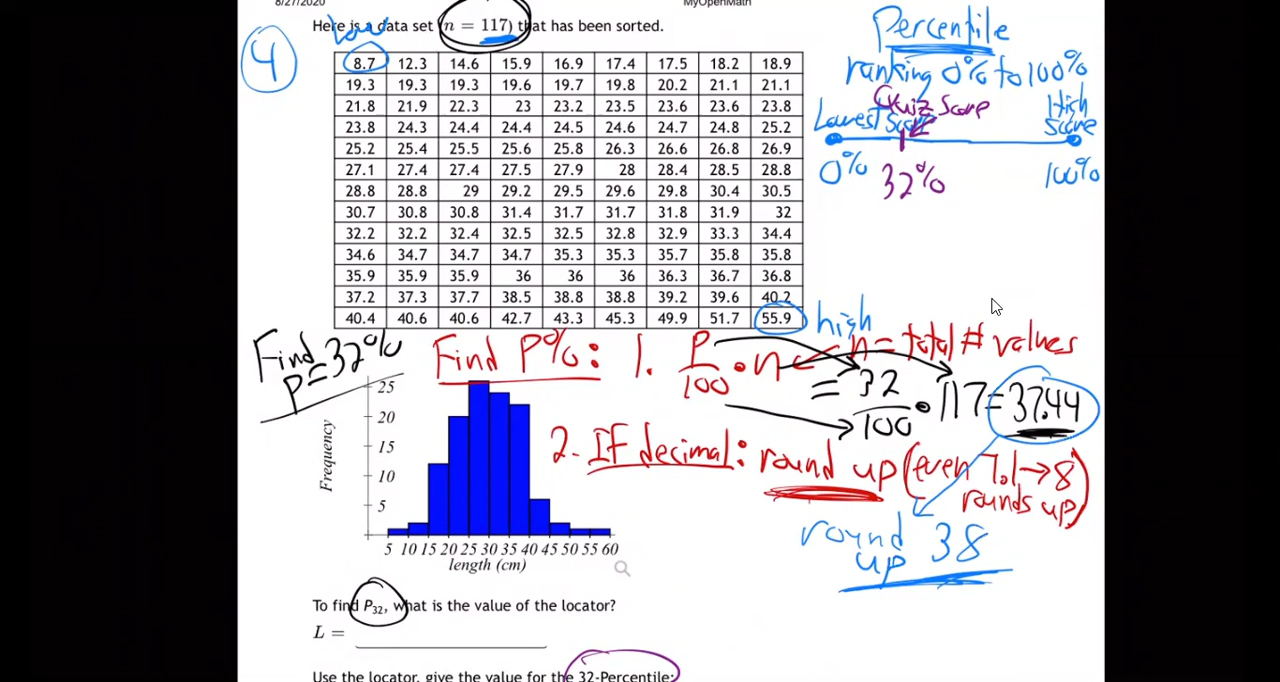 8/27/2020 MyOpenMath
Here is a data set (n = 117) that has been sorted.
Low
4
8.7 12.3 14.6 15.9 16.9 17.4 17.5 18.2 18.9
19.3 19.3 19.3 19.6 19.7 19.8 20.2 21.1 21.1
21.8 21.9 22.3 23 23.2 23.5 23.6 23.6 23.8
23.8 24.3 24.4 24.4 24.5 24.6 24.7 24.8 25.2
25.2 25.4 25.5 25.6 25.8 26.3 26.6 26.8 26.9
27.1 27.4 27.4 27.5 27.9 28 28.4 28.5 28.8
28.8 28.8 29 29.2 29.5 29.6 29.8 30.4 30.5
30.7 30.8 30.8 31.4 31.7 31.7 31.8 31.9 32
32.2 32.2 32.4 32.5 32.5 32.8 32.9 33.3 34.4
34.6 34.7 34.7 34.7 35.3 35.3 35.7 35.8 35.8
35.9 35.9 35.9 36 36 36 36.3 36.7 36.8
37.2 37.3 37.7 38.5 38.8 38.8 39.2 39.6 40.2
40.4 40.6 40.6 42.7 43.3 45.3 49.9 51.7 55.9
high
Percentile
ranking 0% to 100%
Quiz Score
Lowest Score
High Score
0% 32% 100%
Find P=32%
Find P%: 1. P/100 • n
n = total # values
= 32/100 • 117 = 37.44
2. IF decimal: round up (even 7.1→8 rounds up)
round up 38
Frequency
25
20
15
10
5
5 10 15 20 25 30 35 40 45 50 55 60
length (cm)
To find P32, what is the value of the locator?
L =
Use the locator, give the value for the 32-Percentile: